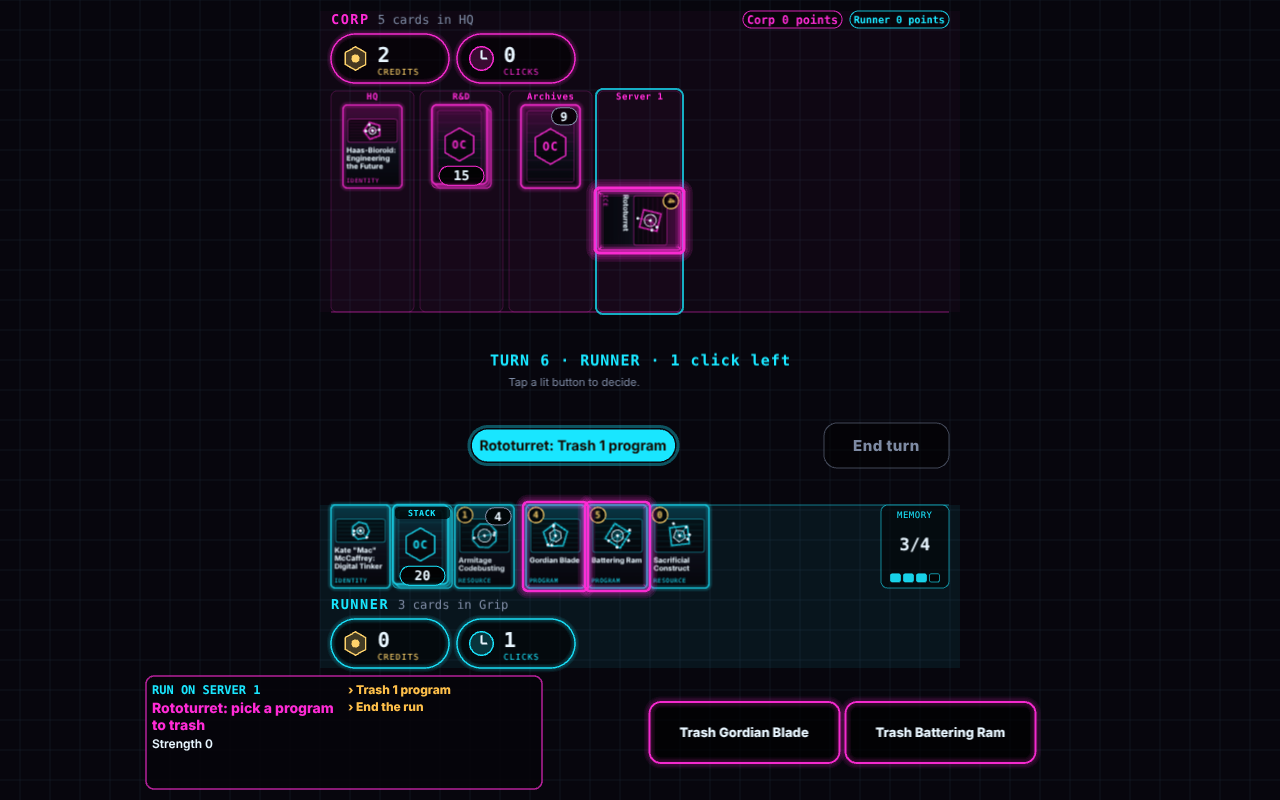 CORP 5 cards in HQ
Corp 0 points
Runner 0 points
2
CREDITS
0
CLICKS
HQ
R&D
Archives
Server 1
Haas-Bioroid:
Engineering
the Future
IDENTITY
OC
15
9
OC
Rototurret
ICE
4
TURN 6 · RUNNER · 1 click left
Tap a lit button to decide.
Rototurret: Trash 1 program
End turn
Kate "Mac"
McCaffrey:
Digital Tinker
IDENTITY
STACK
OC
20
1
4
Armitage
Codebusting
RESOURCE
4
Gordian Blade
PROGRAM
5
Battering Ram
PROGRAM
0
Sacrificial
Construct
RESOURCE
MEMORY
3/4
RUNNER 3 cards in Grip
0
CREDITS
1
CLICKS
RUN ON SERVER 1
Rototurret: pick a program
to trash
Strength 0
› Trash 1 program
› End the run
Trash Gordian Blade
Trash Battering Ram